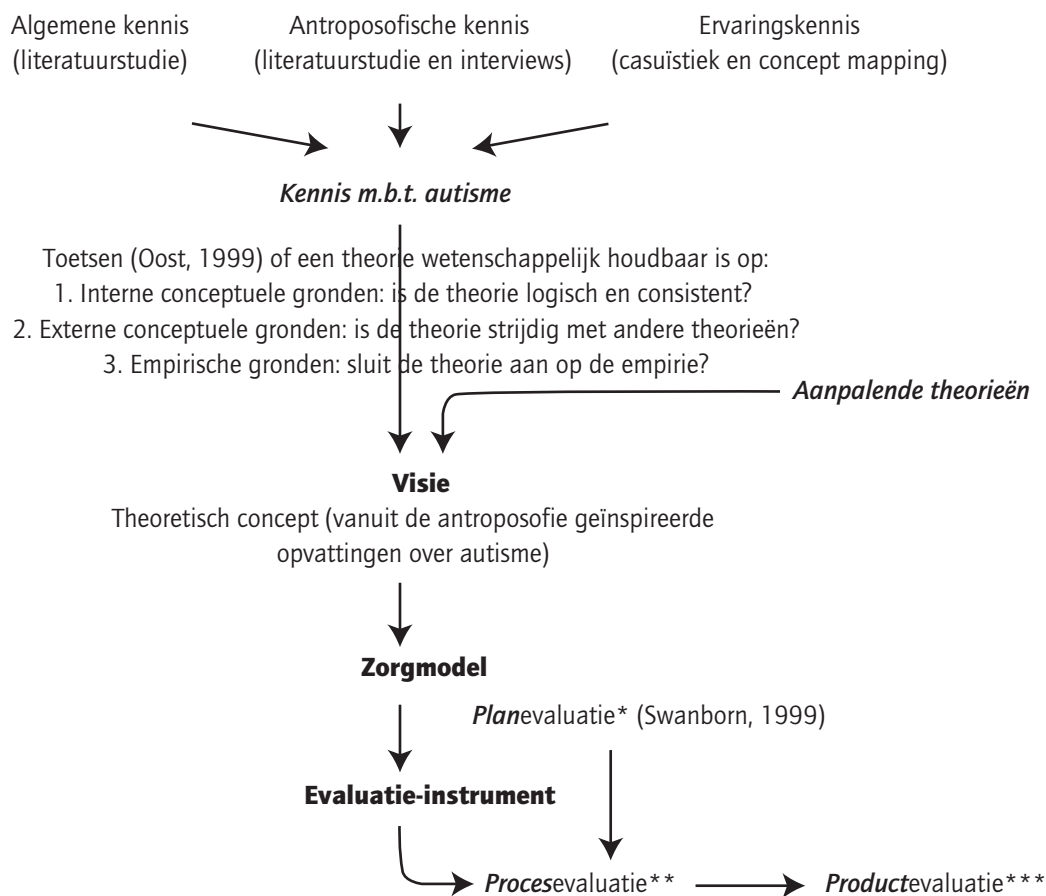 Algemene kennis
(literatuurstudie)
Antroposofische kennis
(literatuurstudie en interviews)
Ervaringskennis
(casuïstiek en concept mapping)
Kennis m.b.t. autisme
Toetsen (Oost, 1999) of een theorie wetenschappelijk houdbaar is op:
1. Interne conceptuele gronden: is de theorie logisch en consistent?
2. Externe conceptuele gronden: is de theorie strijdig met andere theorieën?
3. Empirische gronden: sluit de theorie aan op de empirie?
Aanpalende theorieën
Visie
Theoretisch concept (vanuit de antroposofie geïnspireerde
opvattingen over autisme)
Zorgmodel
Planevaluatie* (Swanborn, 1999)
Evaluatie-instrument
Procesevaluatie**
Productevaluatie***